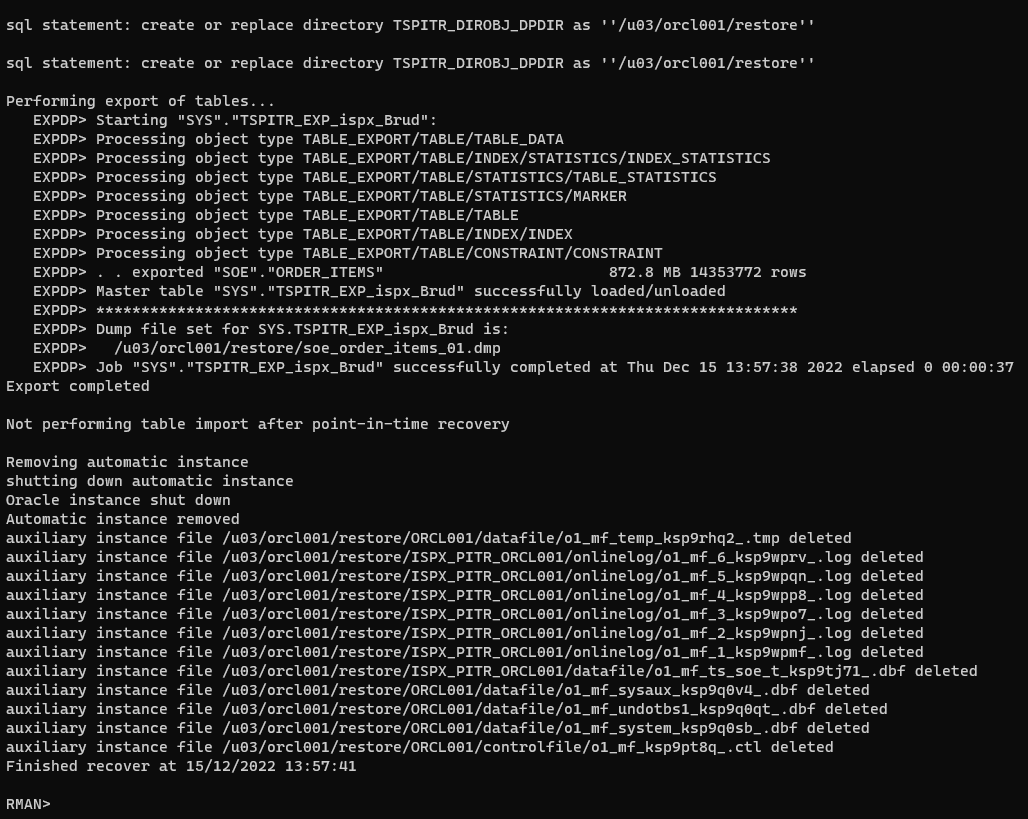 sql statement: create or replace directory TSPITR_DIROBJ_DPDIR as ''/u03/orcl001/restore''
sql statement: create or replace directory TSPITR_DIROBJ_DPDIR as ''/u03/orcl001/restore''
Performing export of tables...
EXPDP> Starting "SYS"."TSPITR_EXP_ispx_Brud":
EXPDP> Processing object type TABLE_EXPORT/TABLE/TABLE_DATA
EXPDP> Processing object type TABLE_EXPORT/TABLE/INDEX/STATISTICS/INDEX_STATISTICS
EXPDP> Processing object type TABLE_EXPORT/TABLE/STATISTICS/TABLE_STATISTICS
EXPDP> Processing object type TABLE_EXPORT/TABLE/STATISTICS/MARKER
EXPDP> Processing object type TABLE_EXPORT/TABLE/TABLE
EXPDP> Processing object type TABLE_EXPORT/TABLE/INDEX/INDEX
EXPDP> Processing object type TABLE_EXPORT/TABLE/CONSTRAINT/CONSTRAINT
EXPDP> . . exported "SOE"."ORDER_ITEMS"                         872.8 MB 14353772 rows
EXPDP> Master table "SYS"."TSPITR_EXP_ispx_Brud" successfully loaded/unloaded
EXPDP> ******************************************************************************
EXPDP> Dump file set for SYS.TSPITR_EXP_ispx_Brud is:
EXPDP>   /u03/orcl001/restore/soe_order_items_01.dmp
EXPDP> Job "SYS"."TSPITR_EXP_ispx_Brud" successfully completed at Thu Dec 15 13:57:38 2022 elapsed 0 00:00:37
Export completed
Not performing table import after point-in-time recovery
Removing automatic instance
shutting down automatic instance
Oracle instance shut down
Automatic instance removed
auxiliary instance file /u03/orcl001/restore/ORCL001/datafile/o1_mf_temp_ksp9rhq2_.tmp deleted
auxiliary instance file /u03/orcl001/restore/ISPX_PITR_ORCL001/onlinelog/o1_mf_6_ksp9wprv_.log deleted
auxiliary instance file /u03/orcl001/restore/ISPX_PITR_ORCL001/onlinelog/o1_mf_5_ksp9wpqn_.log deleted
auxiliary instance file /u03/orcl001/restore/ISPX_PITR_ORCL001/onlinelog/o1_mf_4_ksp9wpp8_.log deleted
auxiliary instance file /u03/orcl001/restore/ISPX_PITR_ORCL001/onlinelog/o1_mf_3_ksp9wpo7_.log deleted
auxiliary instance file /u03/orcl001/restore/ISPX_PITR_ORCL001/onlinelog/o1_mf_2_ksp9wpnj_.log deleted
auxiliary instance file /u03/orcl001/restore/ISPX_PITR_ORCL001/onlinelog/o1_mf_1_ksp9wpmf_.log deleted
auxiliary instance file /u03/orcl001/restore/ISPX_PITR_ORCL001/datafile/o1_mf_ts_soe_t_ksp9tj71_.dbf deleted
auxiliary instance file /u03/orcl001/restore/ORCL001/datafile/o1_mf_sysaux_ksp9q0v4_.dbf deleted
auxiliary instance file /u03/orcl001/restore/ORCL001/datafile/o1_mf_undotbs1_ksp9q0qt_.dbf deleted
auxiliary instance file /u03/orcl001/restore/ORCL001/datafile/o1_mf_system_ksp9q0sb_.dbf deleted
auxiliary instance file /u03/orcl001/restore/ORCL001/controlfile/o1_mf_ksp9pt8q_.ctl deleted
Finished recover at 15/12/2022 13:57:41
RMAN>